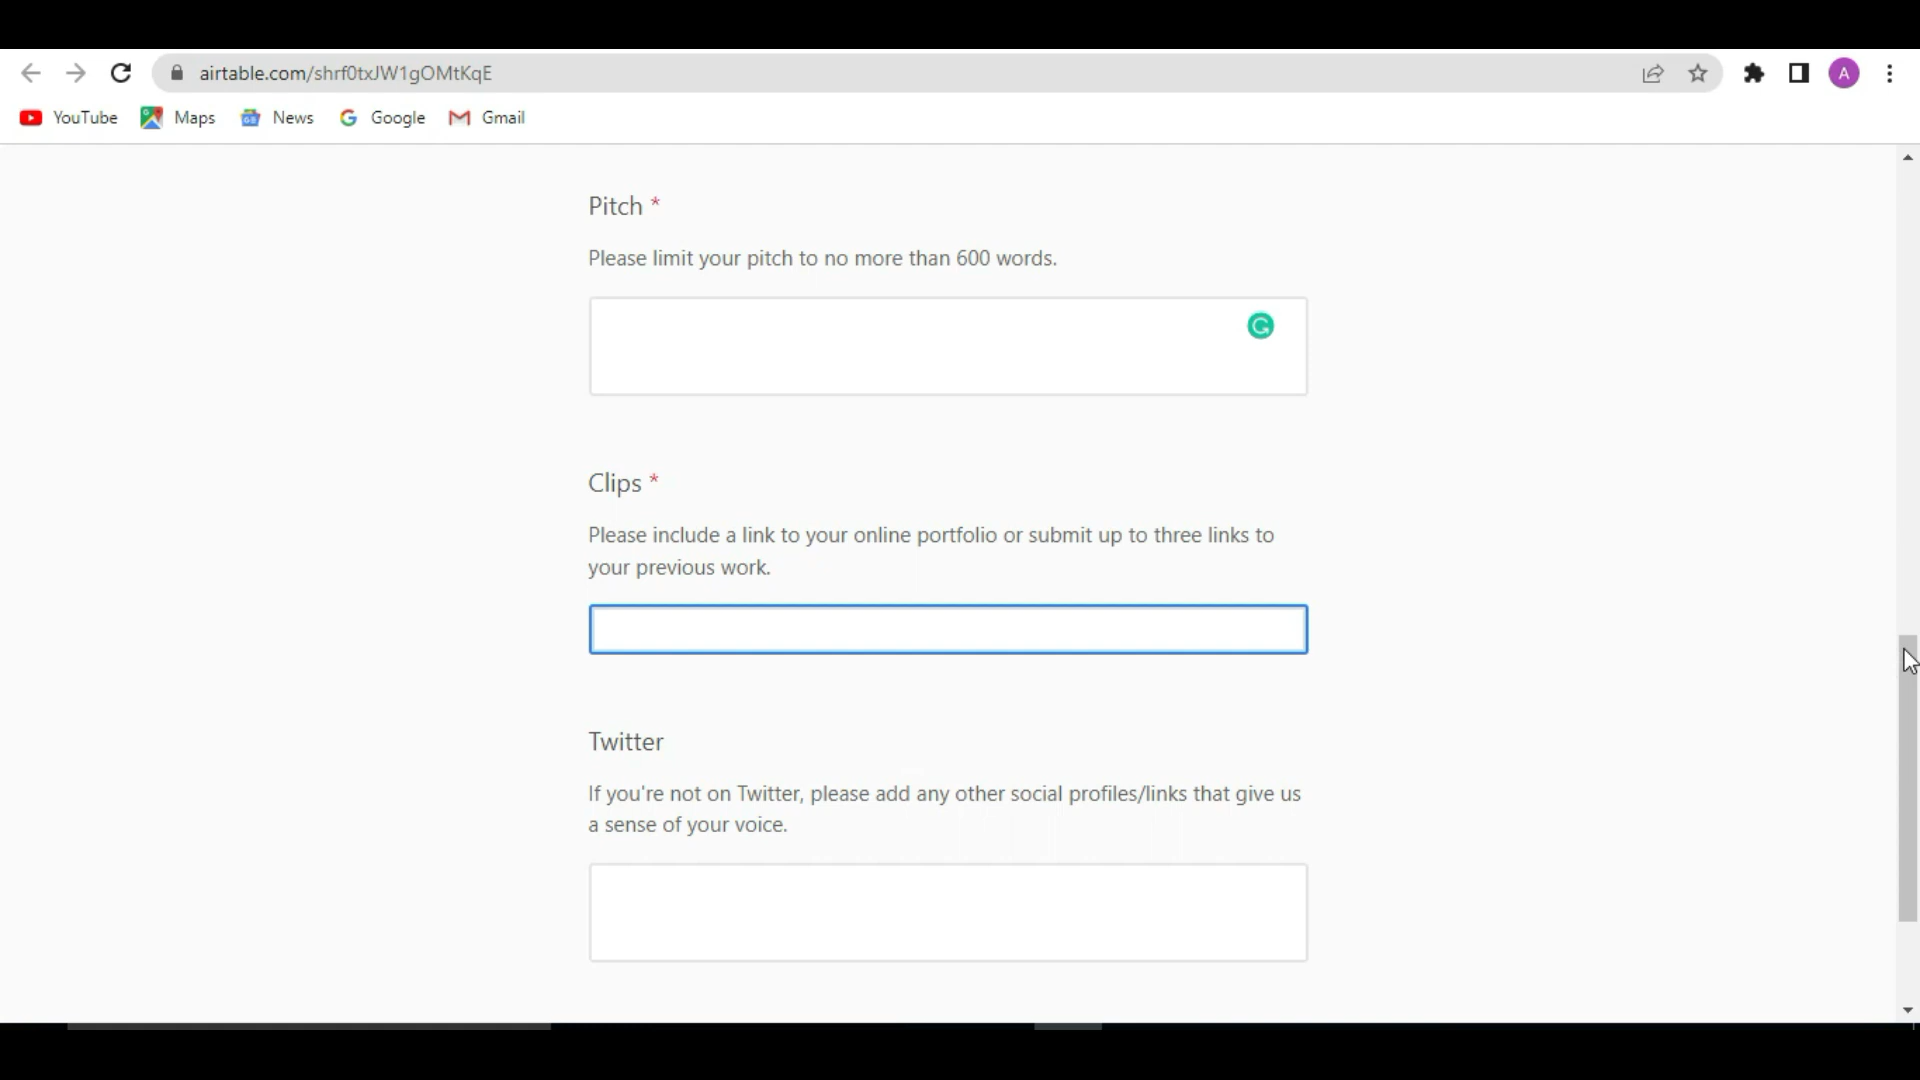 airtable.com/shrf0txJW1gOMtKqE
A
YouTube Maps News Google Gmail
Pitch *
Please limit your pitch to no more than 600 words.
Clips *
Please include a link to your online portfolio or submit up to three links to
your previous work.
Twitter
If you're not on Twitter, please add any other social profiles/links that give us
a sense of your voice.